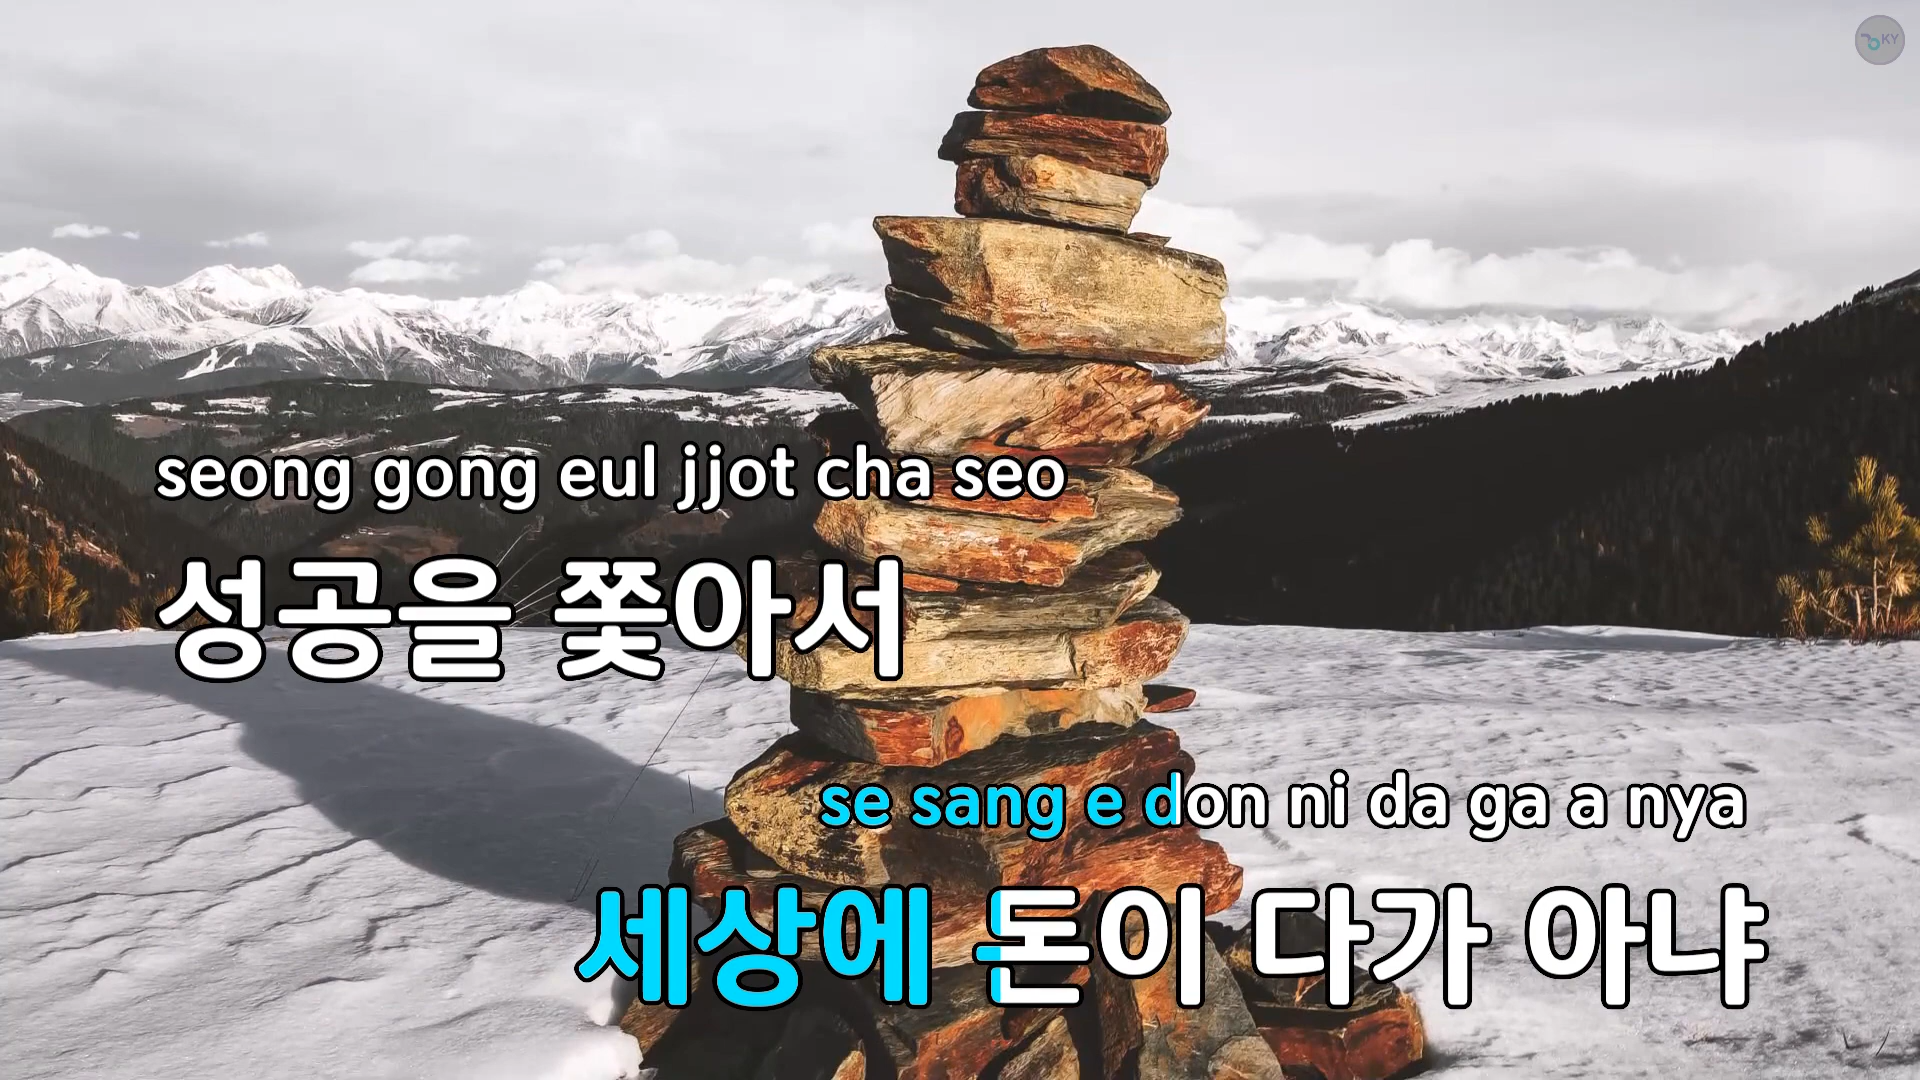 KY
seong gong eul jjot cha seo
성공을 쫓아서
se sang e don ni da ga a nya
세상에 돈이 다가 아냐